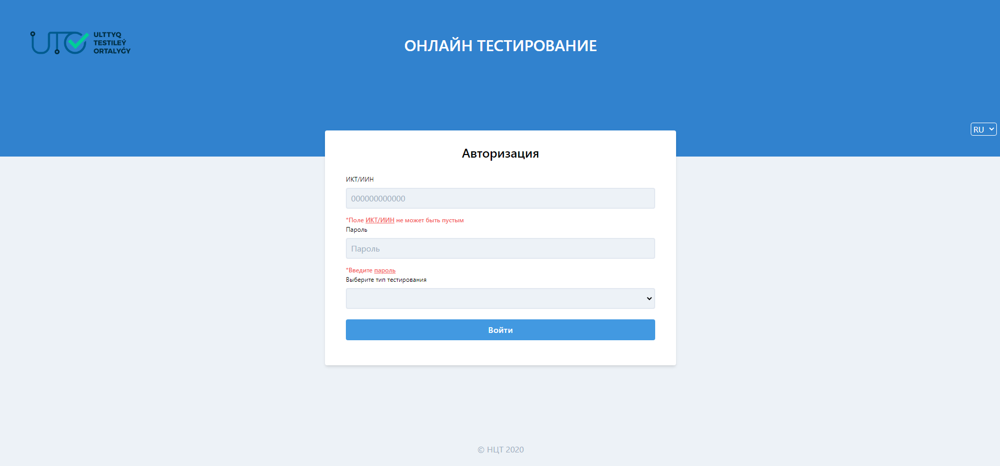 ULTTYQ
TESTILEÝ
ORTALYǴY
ОНЛАЙН ТЕСТИРОВАНИЕ
RU
Авторизация
ИКТ/ИИН
000000000000
*Поле ИКТ/ИИН не может быть пустым
Пароль
Пароль
*Введите пароль
Выберите тип тестирования
Войти
© НЦТ 2020